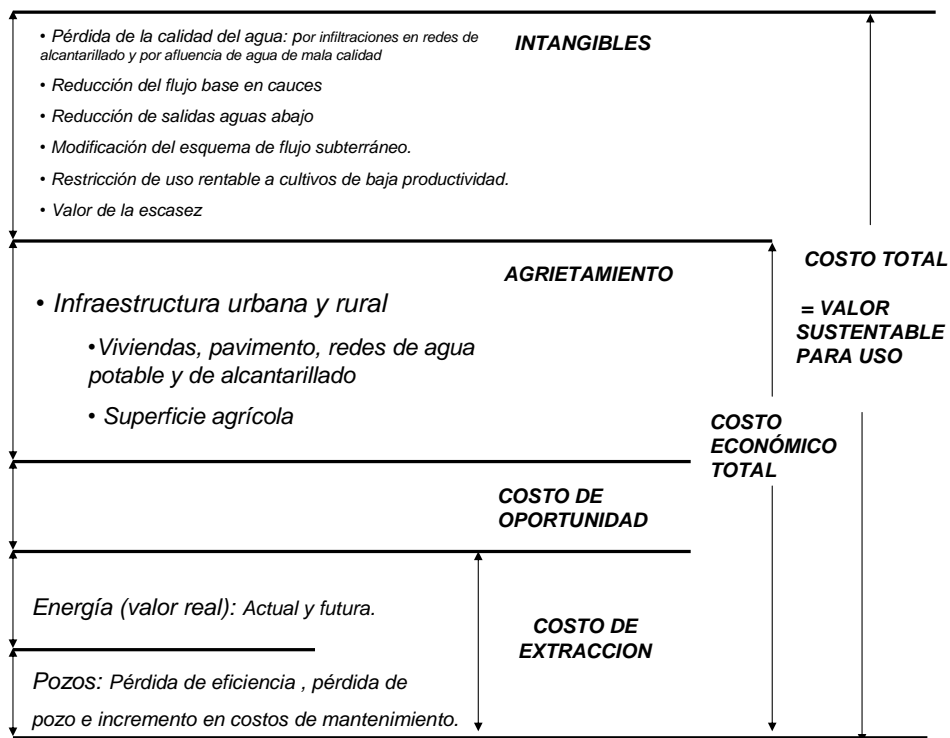 • Pérdida de la calidad del agua: por infiltraciones en redes de
alcantarillado y por afluencia de agua de mala calidad
• Reducción del flujo base en cauces
• Reducción de salidas aguas abajo
• Modificación del esquema de flujo subterráneo.
• Restricción de uso rentable a cultivos de baja productividad.
• Valor de la escasez
INTANGIBLES
AGRIETAMIENTO
• Infraestructura urbana y rural
•Viviendas, pavimento, redes de agua
potable y de alcantarillado
• Superficie agrícola
COSTO DE
OPORTUNIDAD
Energía (valor real): Actual y futura.
Pozos: Pérdida de eficiencia , pérdida de
pozo e incremento en costos de mantenimiento.
COSTO DE
EXTRACCION
COSTO
ECONÓMICO
TOTAL
COSTO TOTAL
= VALOR
SUSTENTABLE
PARA USO